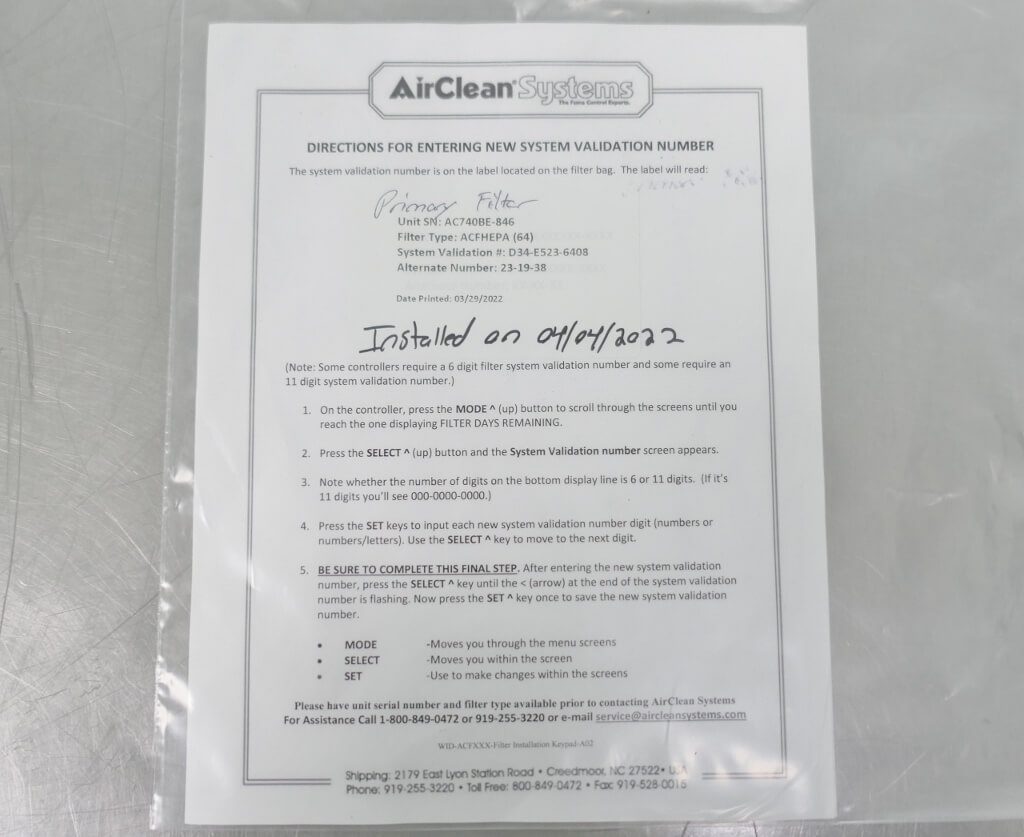 AirClean® Systems
The Fume Control Experts.
DIRECTIONS FOR ENTERING NEW SYSTEM VALIDATION NUMBER
The system validation number is on the label located on the filter bag.  The label will read:
Primary Filter
Unit SN: AC740BE-846
Filter Type: ACFHEPA (64)
System Validation #: D34-E523-6408
Alternate Number: 23-19-38
Date Printed: 03/29/2022
Installed on 04/04/2022
(Note: Some controllers require a 6 digit filter system validation number and some require an
11 digit system validation number.)
1. On the controller, press the MODE ^ (up) button to scroll through the screens until you
reach the one displaying FILTER DAYS REMAINING.
2. Press the SELECT ^ (up) button and the System Validation number screen appears.
3. Note whether the number of digits on the bottom display line is 6 or 11 digits.  (If it's
11 digits you'll see 000-0000-0000.)
4. Press the SET keys to input each new system validation number digit (numbers or
numbers/letters). Use the SELECT ^ key to move to the next digit.
5. BE SURE TO COMPLETE THIS FINAL STEP. After entering the new system validation
number, press the SELECT ^ key until the < (arrow) at the end of the system validation
number is flashing. Now press the SET ^ key once to save the new system validation
number.
• MODE -Moves you through the menu screens
• SELECT -Moves you within the screen
• SET -Use to make changes within the screens
Please have unit serial number and filter type available prior to contacting AirClean Systems
For Assistance Call 1-800-849-0472 or 919-255-3220 or e-mail service@aircleansystems.com
WID-ACFXXX-Filter Installation Keypad-A02
Shipping: 2179 East Lyon Station Road • Creedmoor, NC 27522 • USA
Phone: 919-255-3220 • Toll Free: 800-849-0472 • Fax: 919-528-0015